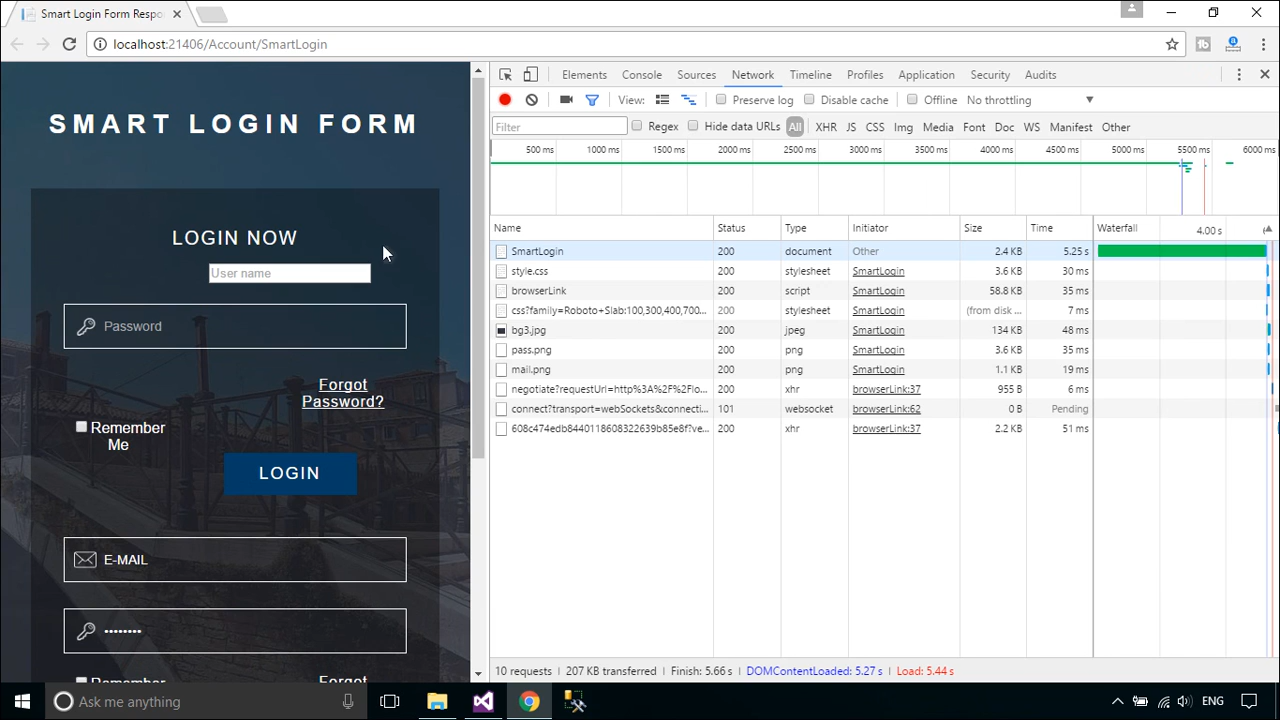 Smart Login Form Respo
localhost:21406/Account/SmartLogin
SMART LOGIN FORM
LOGIN NOW
User name
Password
Forgot
Password?
Remember
Me
LOGIN
E-MAIL
••••••••
Remember
Forgot
Elements Console Sources Network Timeline Profiles Application Security Audits
View: Preserve log Disable cache Offline No throttling
Filter Regex Hide data URLs All XHR JS CSS Img Media Font Doc WS Manifest Other
500 ms 1000 ms 1500 ms 2000 ms 2500 ms 3000 ms 3500 ms 4000 ms 4500 ms 5000 ms 5500 ms 6000 ms
Name Status Type Initiator Size Time Waterfall 4.00 s
SmartLogin 200 document Other 2.4 KB 5.25 s
style.css 200 stylesheet SmartLogin 3.6 KB 30 ms
browserLink 200 script SmartLogin 58.8 KB 35 ms
css?family=Roboto+Slab:100,300,400,700... 200 stylesheet SmartLogin (from disk ... 7 ms
bg3.jpg 200 jpeg SmartLogin 134 KB 48 ms
pass.png 200 png SmartLogin 3.6 KB 35 ms
mail.png 200 png SmartLogin 1.1 KB 19 ms
negotiate?requestUrl=http%3A%2F%2Flo... 200 xhr browserLink:37 955 B 6 ms
connect?transport=webSockets&connecti... 101 websocket browserLink:62 0 B Pending
608c474edb8440118608322639b85e8f?ve... 200 xhr browserLink:37 2.2 KB 51 ms
10 requests | 207 KB transferred | Finish: 5.66 s | DOMContentLoaded: 5.27 s | Load: 5.44 s
Ask me anything
ENG